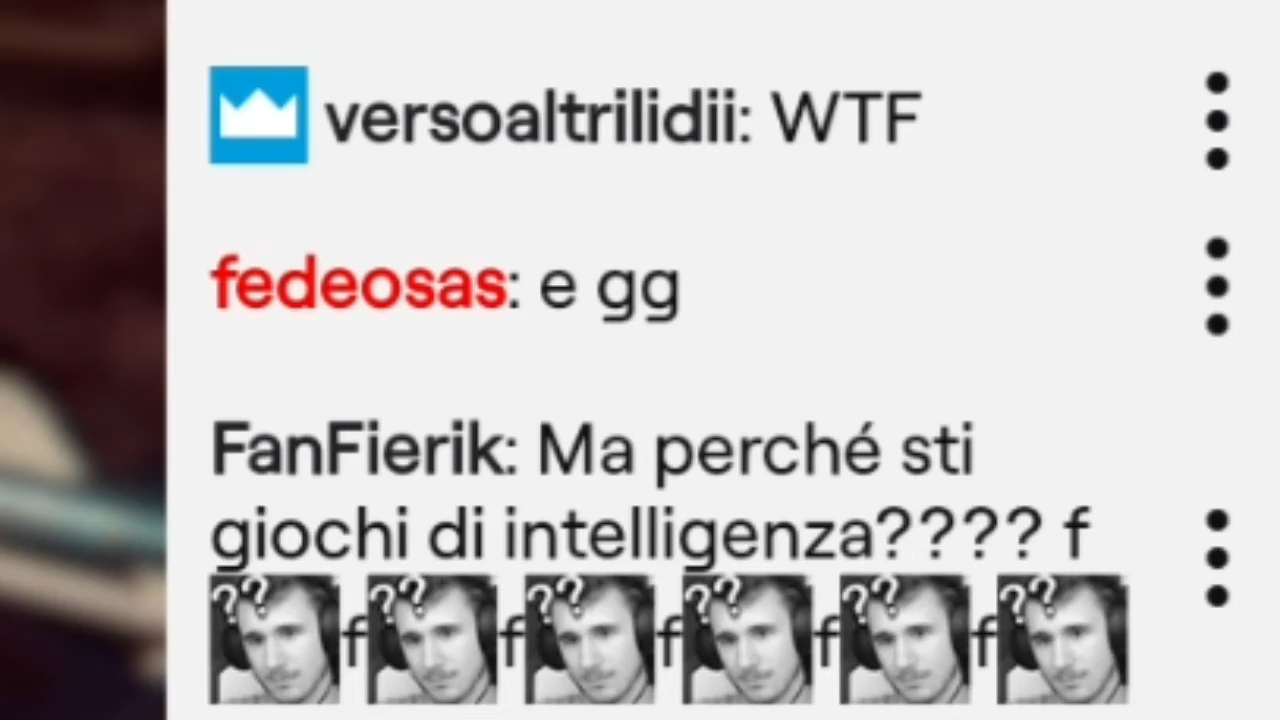 versoaltrilidii: WTF
fedeosas: e gg
FanFierik: Ma perché sti
giochi di intelligenza???? f
?? f ?? f ?? f ?? f ?? f ??